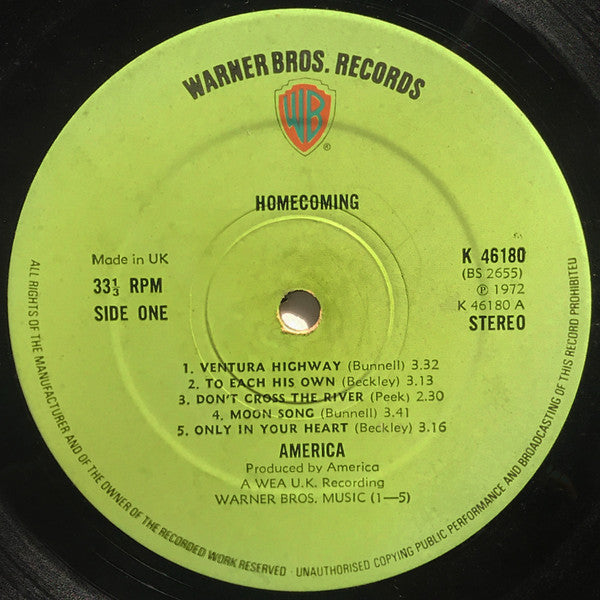 WARNER BROS. RECORDS
WB
®
HOMECOMING
Made in UK
33⅓ RPM
SIDE ONE
K 46180
(BS 2655)
℗ 1972
K 46180 A
STEREO
1. VENTURA HIGHWAY (Bunnell) 3.32
2. TO EACH HIS OWN (Beckley) 3.13
3. DON'T CROSS THE RIVER (Peek) 2.30
4. MOON SONG (Bunnell) 3.41
5. ONLY IN YOUR HEART (Beckley) 3.16
AMERICA
Produced by America
A WEA U.K. Recording
WARNER BROS. MUSIC (1—5)
ALL RIGHTS OF THE MANUFACTURER AND OF THE OWNER OF THE RECORDED WORK RESERVED · UNAUTHORISED COPYING PUBLIC PERFORMANCE AND BROADCASTING OF THIS RECORD PROHIBITED